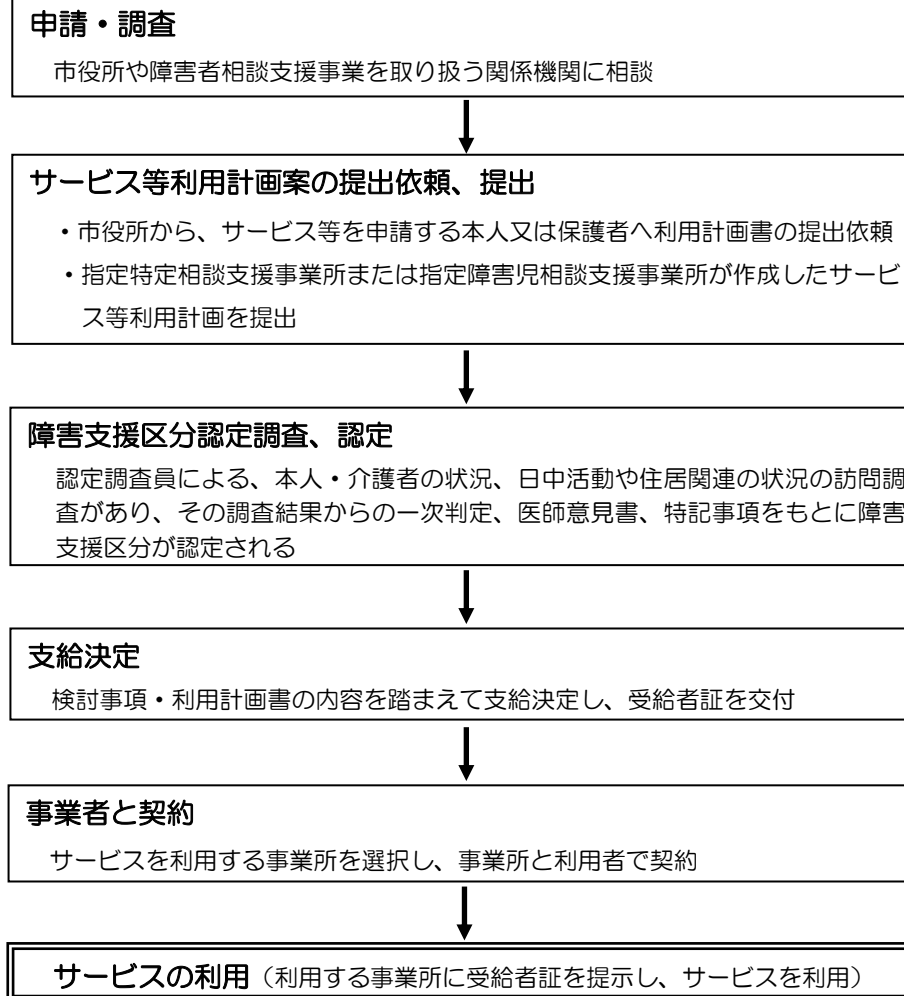 申請・調査
市役所や障害者相談支援事業を取り扱う関係機関に相談
サービス等利用計画案の提出依頼、提出
・市役所から、サービス等を申請する本人又は保護者へ利用計画書の提出依頼
・指定特定相談支援事業所または指定障害児相談支援事業所が作成したサービ
ス等利用計画を提出
障害支援区分認定調査、認定
認定調査員による、本人・介護者の状況、日中活動や住居関連の状況の訪問調
査があり、その調査結果からの一次判定、医師意見書、特記事項をもとに障害
支援区分が認定される
支給決定
検討事項・利用計画書の内容を踏まえて支給決定し、受給者証を交付
事業者と契約
サービスを利用する事業所を選択し、事業所と利用者で契約
サービスの利用（利用する事業所に受給者証を提示し、サービスを利用）